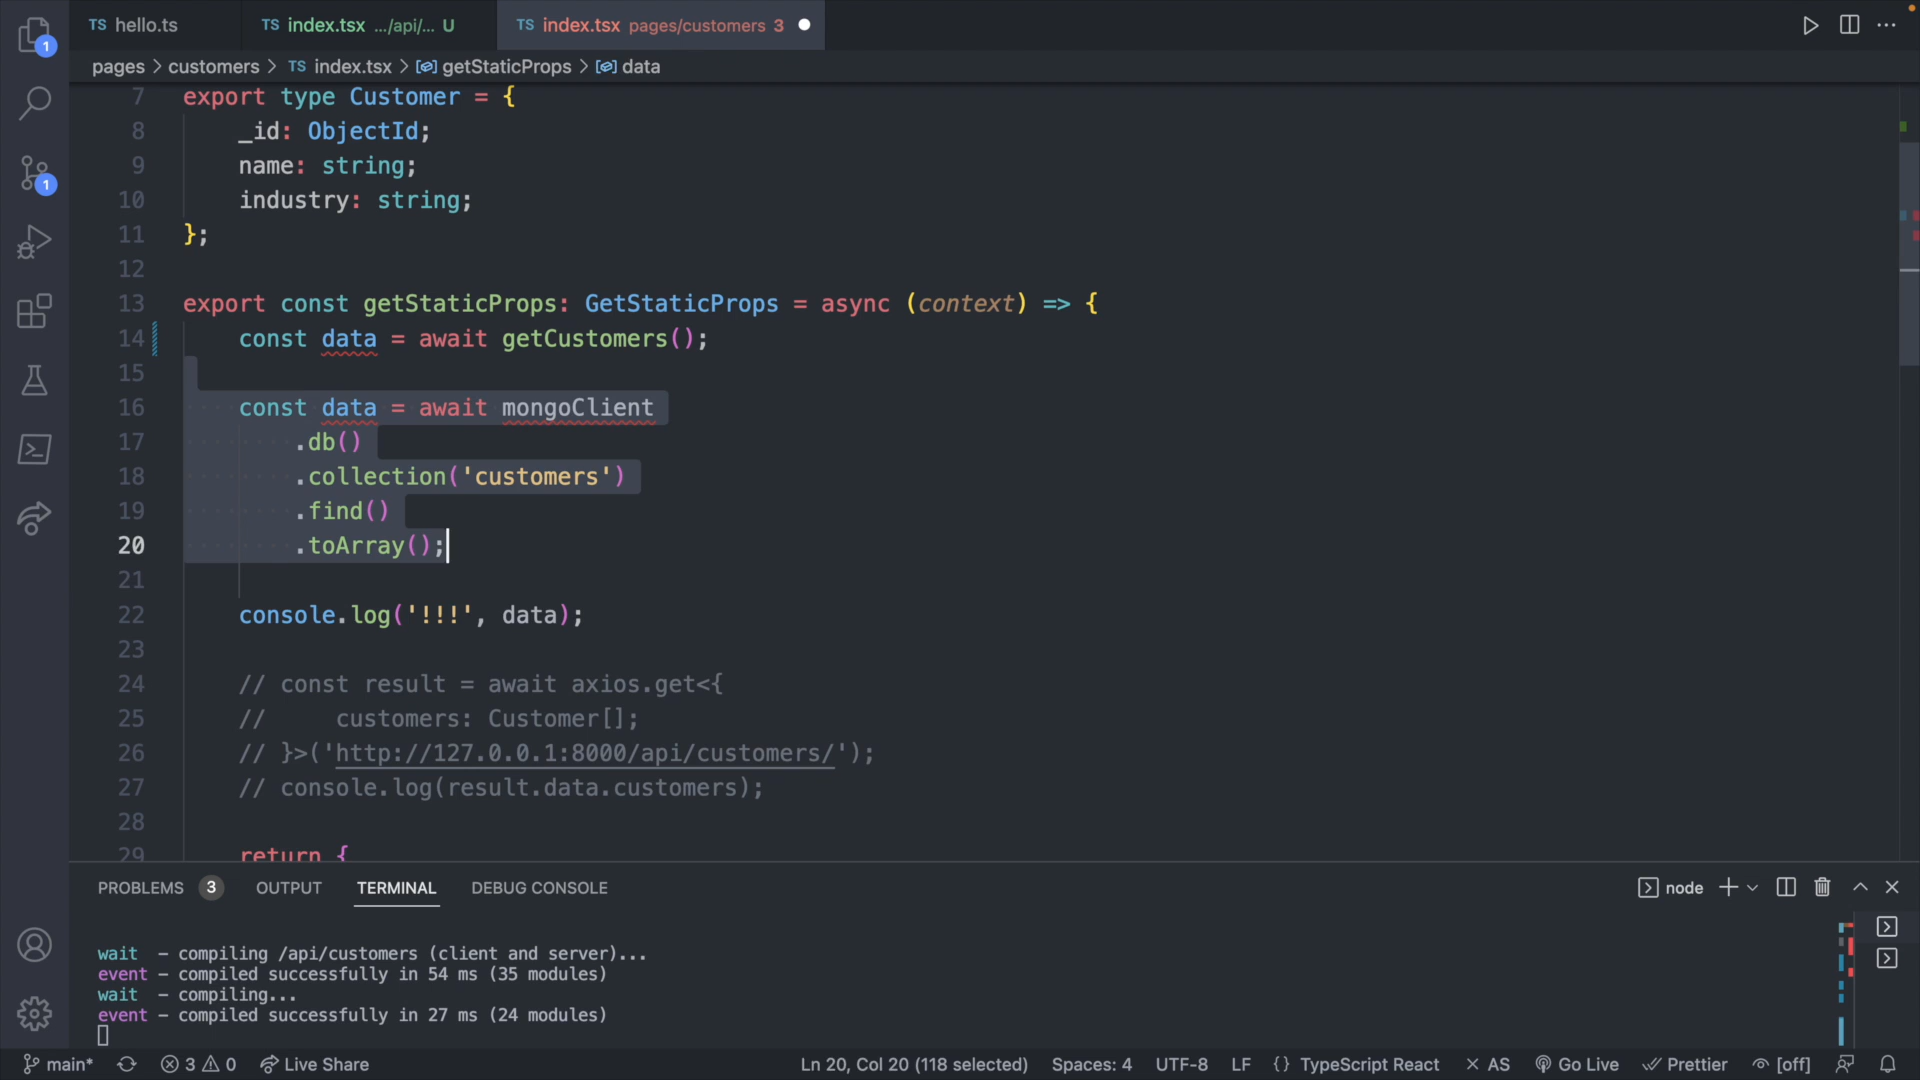 hello.ts
index.tsx .../api/... U
index.tsx pages/customers 3
pages > customers > TS index.tsx > getStaticProps > data
7 export type Customer = {
8 _id: ObjectId;
9 name: string;
10 industry: string;
11 };
12
13 export const getStaticProps: GetStaticProps = async (context) => {
14 const data = await getCustomers();
15
16 const data = await mongoClient
17 .db()
18 .collection('customers')
19 .find()
20 .toArray();
21
22 console.log('!!!', data);
23
24 // const result = await axios.get<{
25 // customers: Customer[];
26 // }>('http://127.0.0.1:8000/api/customers/');
27 // console.log(result.data.customers);
28
29 return {
PROBLEMS 3 OUTPUT TERMINAL DEBUG CONSOLE node
wait - compiling /api/customers (client and server)...
event - compiled successfully in 54 ms (35 modules)
wait - compiling...
event - compiled successfully in 27 ms (24 modules)
main* 3 0 Live Share Ln 20, Col 20 (118 selected) Spaces: 4 UTF-8 LF {} TypeScript React AS Go Live Prettier [off]